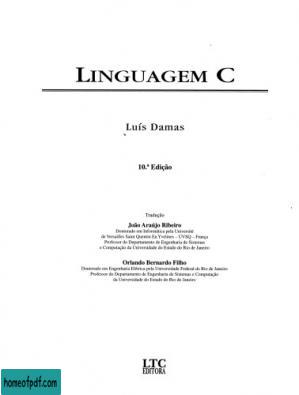 LINGUAGEM C
Luís Damas
10.ª Edição
Tradução
João Araújo Ribeiro
Doutorado em Informática pela Université
de Versailles Saint Quentin En Yvelines – UVSQ – França
Professor do Departamento de Engenharia de Sistemas
e Computação da Universidade do Estado do Rio de Janeiro
Orlando Bernardo Filho
Doutorado em Engenharia Elétrica pela Universidade Federal do Rio de Janeiro
Professor do Departamento de Engenharia de Sistemas e Computação
da Universidade do Estado do Rio de Janeiro
LTC
EDITORA
homeofpdf.com